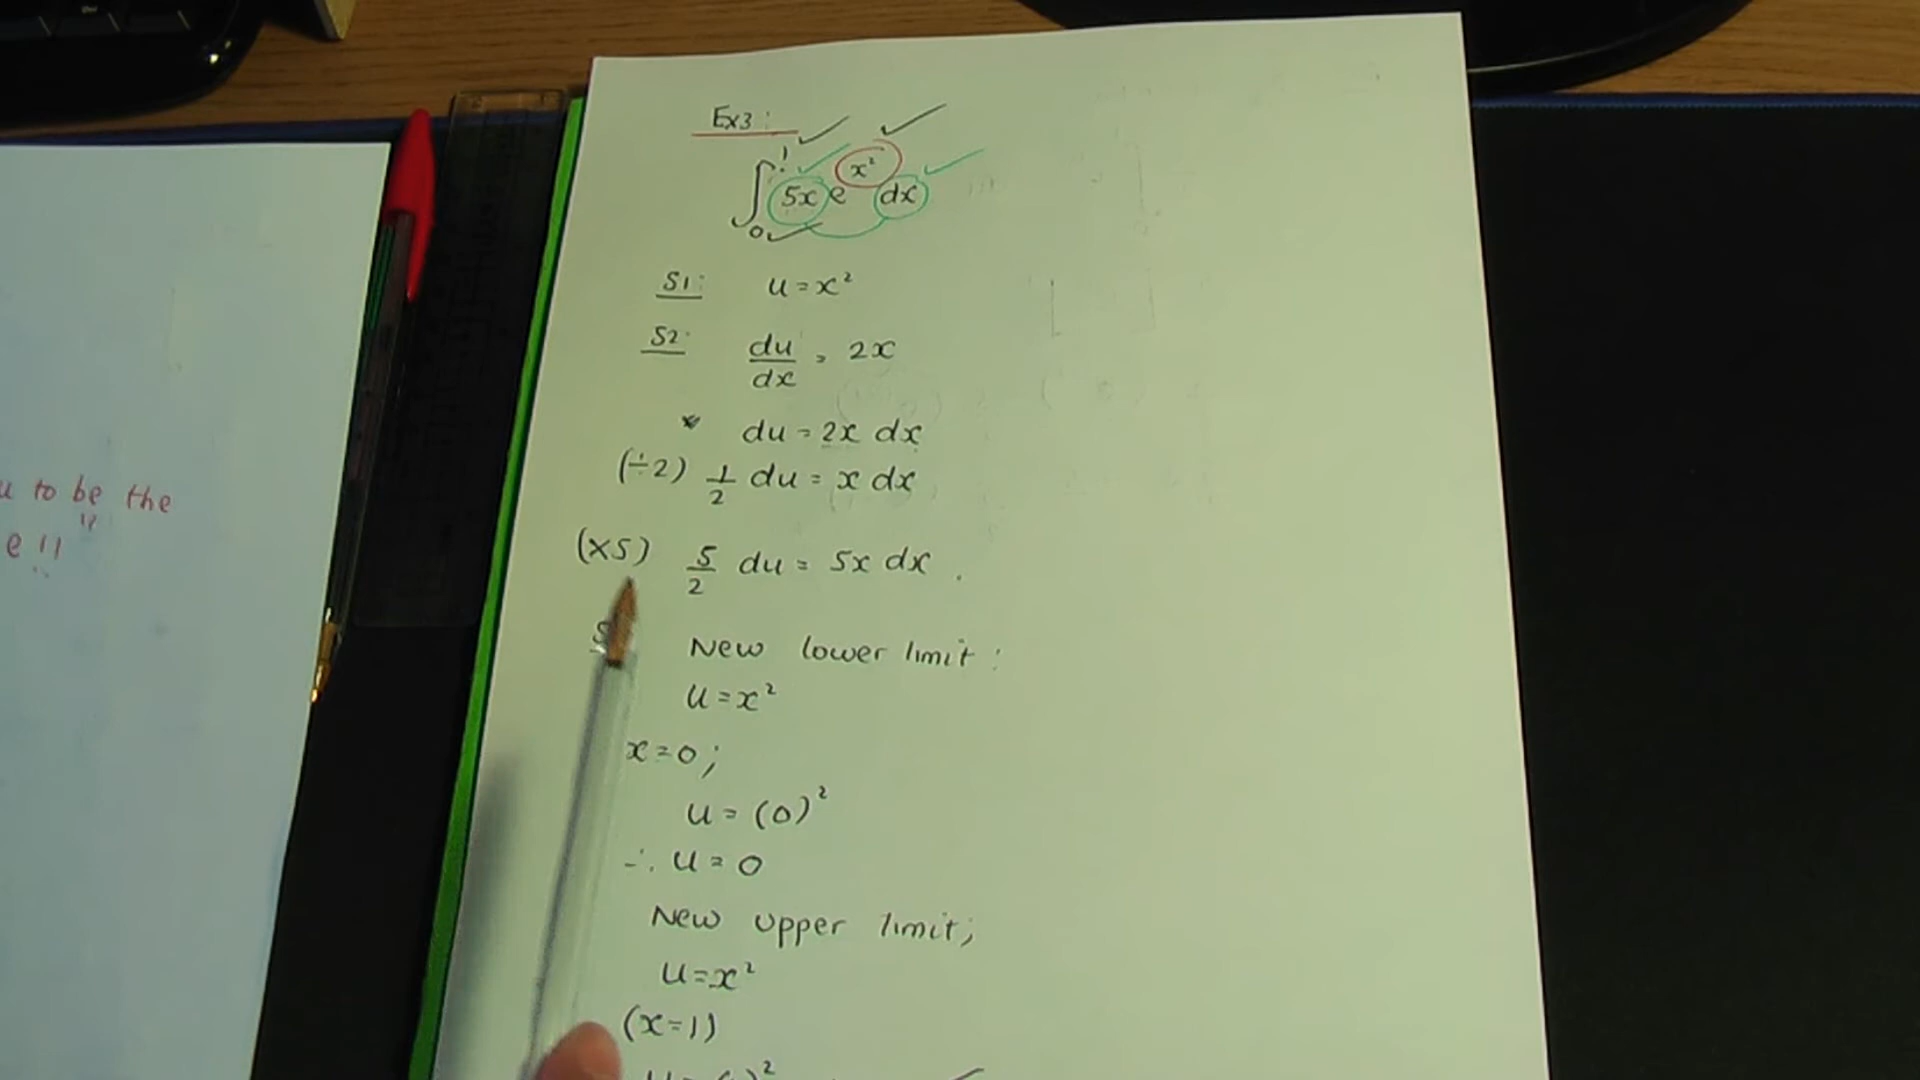 u to be the
e !!
Ex3:
∫₀¹ 5x e^(x²) dx
S1: u = x²
S2: du/dx = 2x
* du = 2x dx
(÷2) 1/2 du = x dx
(×5) 5/2 du = 5x dx.
New lower limit:
u = x²
x = 0;
u = (0)²
∴ u = 0
New upper limit;
u = x²
(x=1)